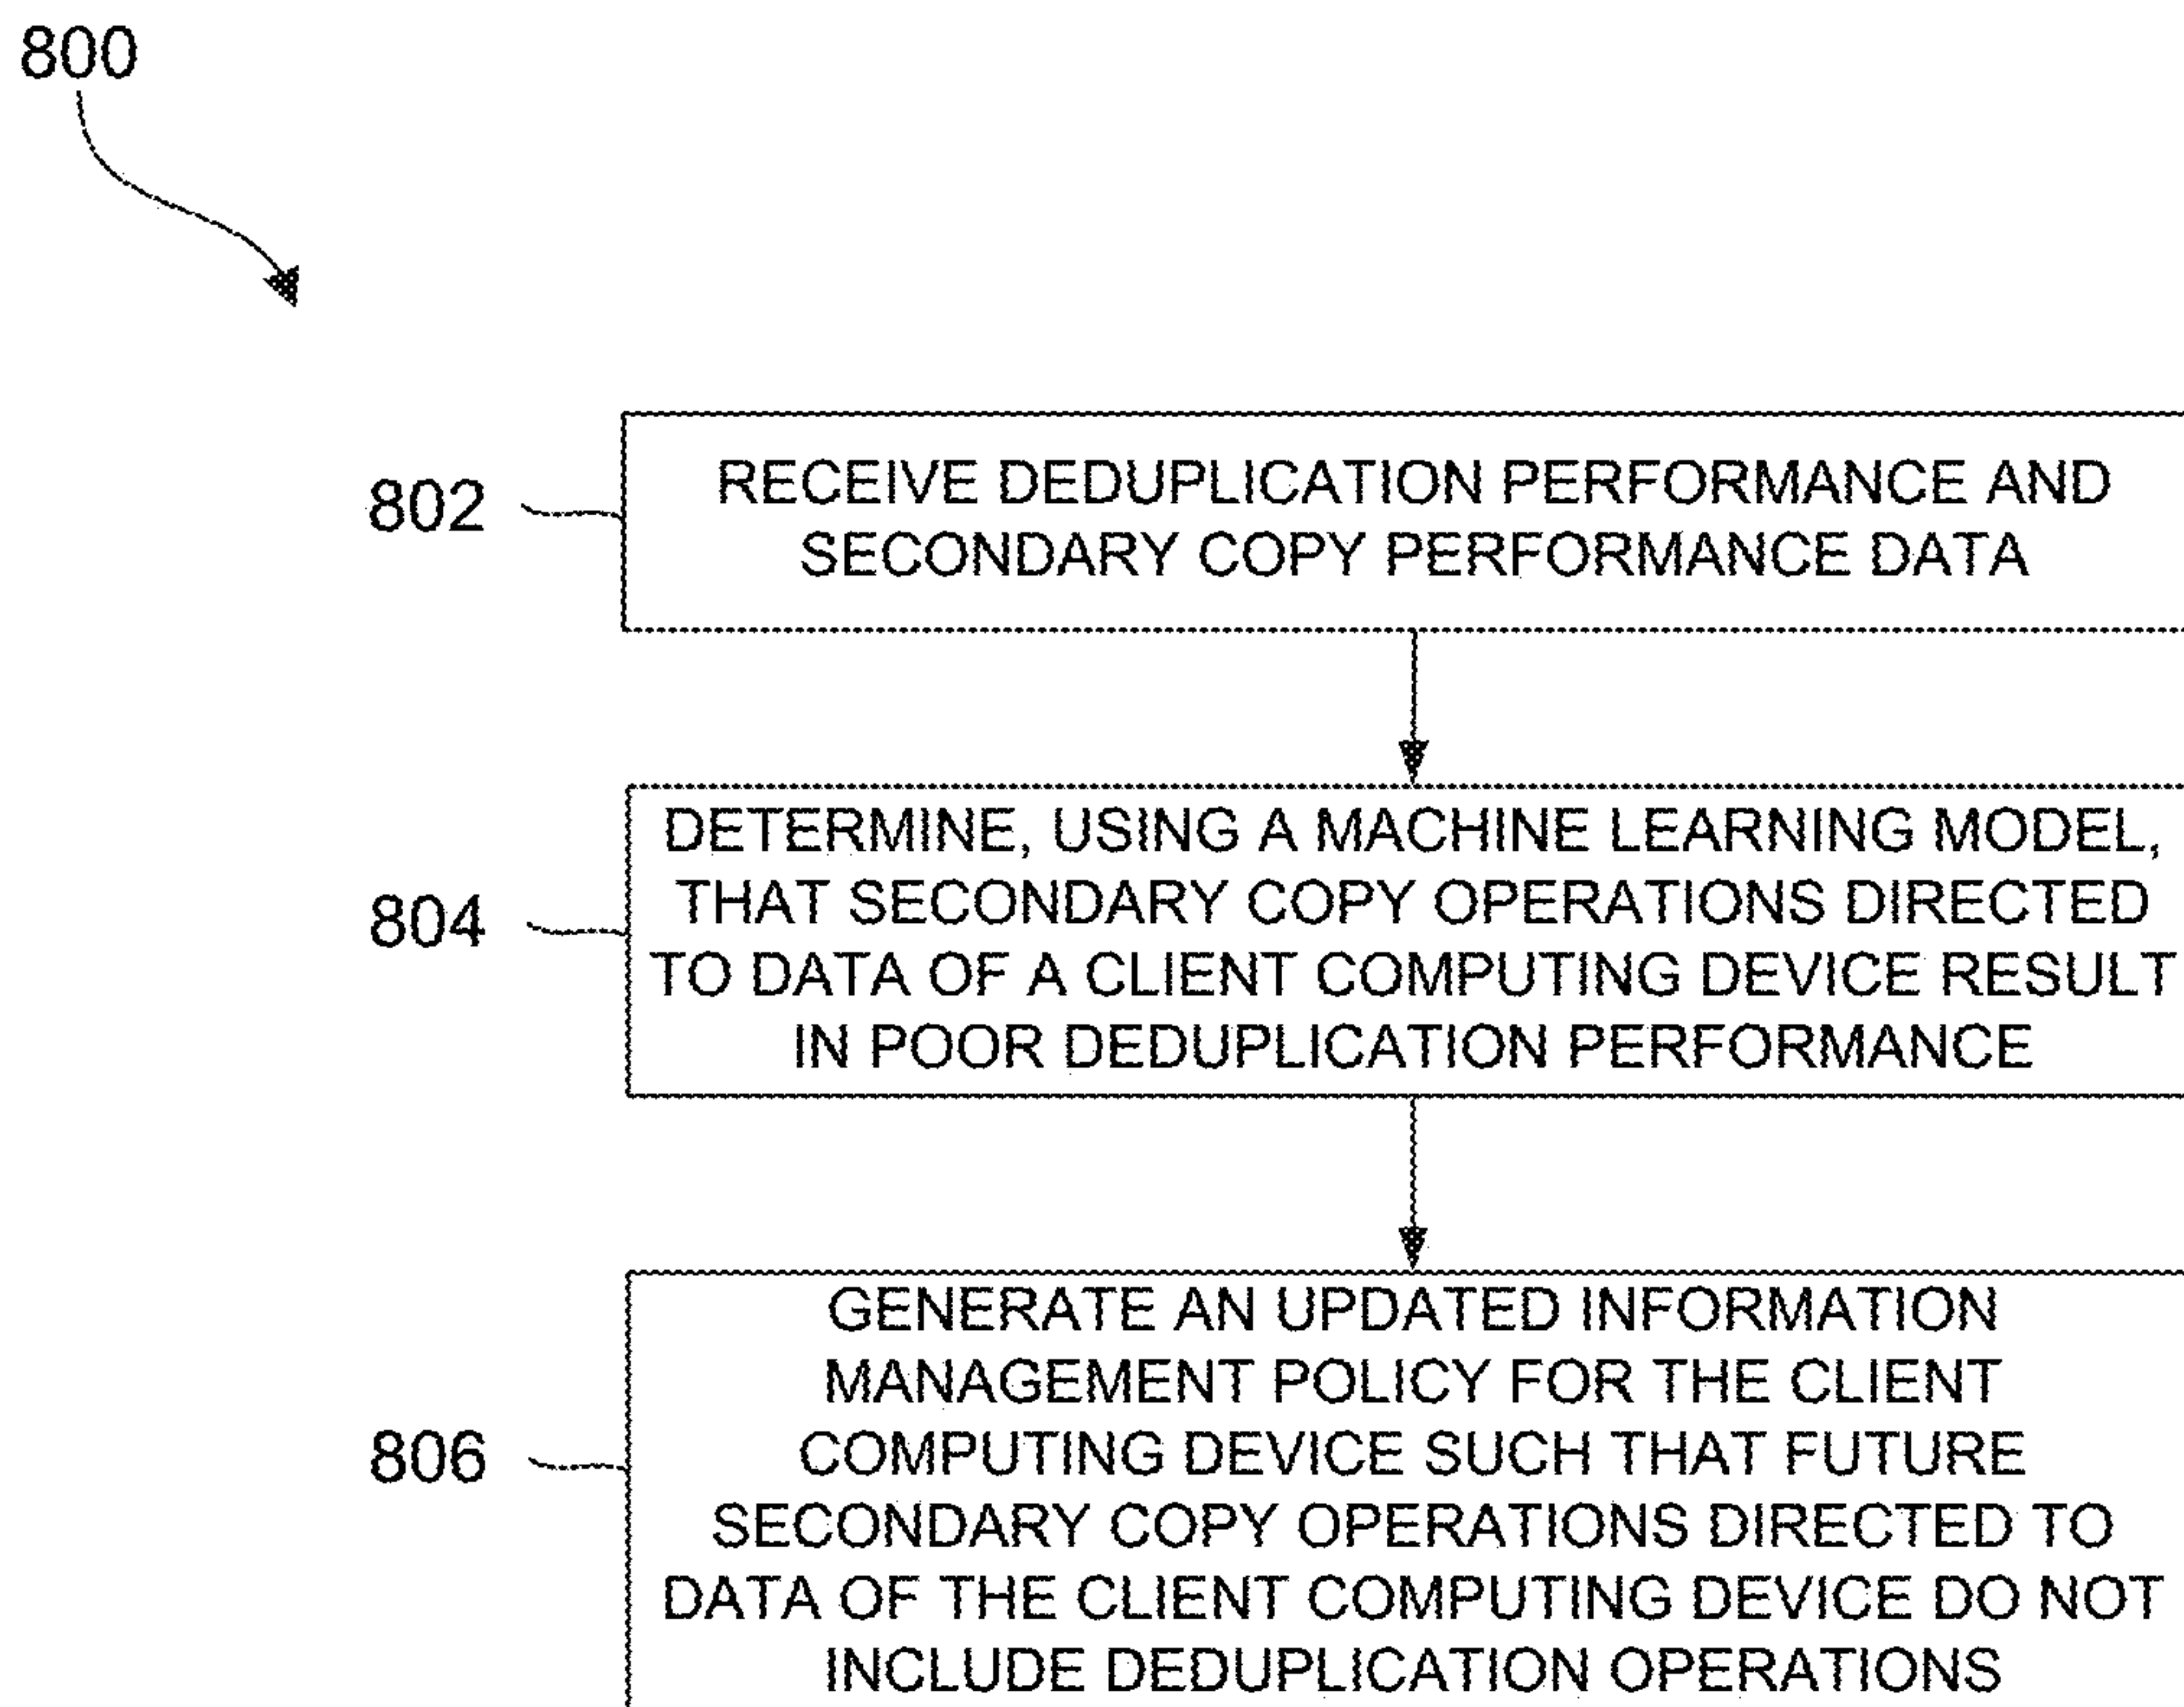 800
802
RECEIVE DEDUPLICATION PERFORMANCE AND
SECONDARY COPY PERFORMANCE DATA
804
DETERMINE, USING A MACHINE LEARNING MODEL,
THAT SECONDARY COPY OPERATIONS DIRECTED
TO DATA OF A CLIENT COMPUTING DEVICE RESULT
IN POOR DEDUPLICATION PERFORMANCE
806
GENERATE AN UPDATED INFORMATION
MANAGEMENT POLICY FOR THE CLIENT
COMPUTING DEVICE SUCH THAT FUTURE
SECONDARY COPY OPERATIONS DIRECTED TO
DATA OF THE CLIENT COMPUTING DEVICE DO NOT
INCLUDE DEDUPLICATION OPERATIONS